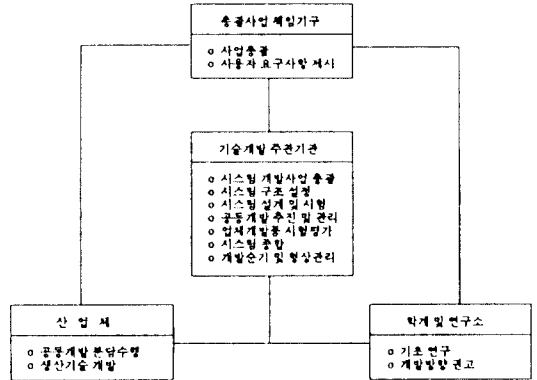 총괄사업 책임기구
o 사업총괄
o 사용자 요구사항 제시
기술개발 주관기관
o 시스템 개발사업 총괄
o 시스템 구조 설정
o 시스템 설계 및 시험
o 공동개발 추진 및 관리
o 업체개발품 시험평가
o 시스템 종합
o 개발순기 및 형상관리
산 업 체
o 공동개발 분담수행
o 생산기술 개발
학계 및 연구소
o 기초 연구
o 개발방향 권고